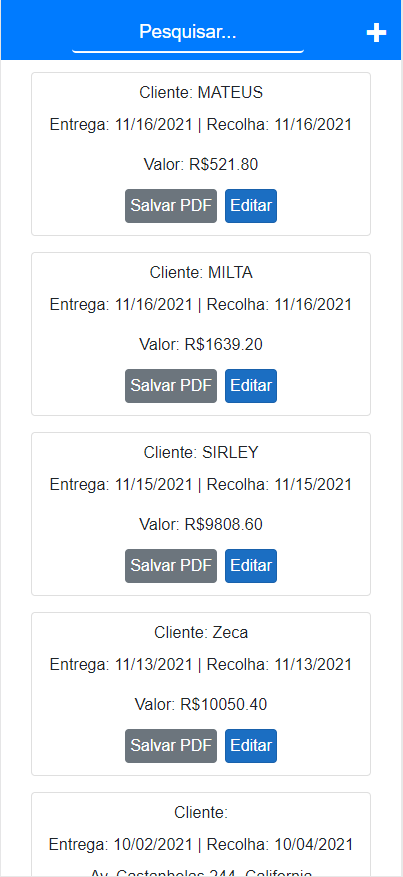 Pesquisar...
+
Cliente: MATEUS
Entrega: 11/16/2021 | Recolha: 11/16/2021
Valor: R$521.80
Salvar PDF Editar
Cliente: MILTA
Entrega: 11/16/2021 | Recolha: 11/16/2021
Valor: R$1639.20
Salvar PDF Editar
Cliente: SIRLEY
Entrega: 11/15/2021 | Recolha: 11/15/2021
Valor: R$9808.60
Salvar PDF Editar
Cliente: Zeca
Entrega: 11/13/2021 | Recolha: 11/13/2021
Valor: R$10050.40
Salvar PDF Editar
Cliente:
Entrega: 10/02/2021 | Recolha: 10/04/2021
Av. Castanholas 244, California